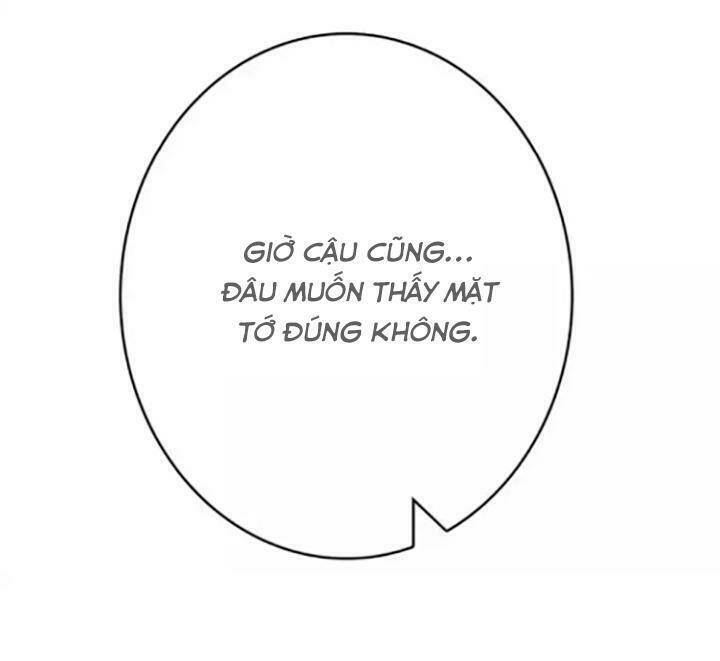 GIỜ CẬU CŨNG...
ĐÂU MUỐN THẤY MẶT
TỚ ĐÚNG KHÔNG.